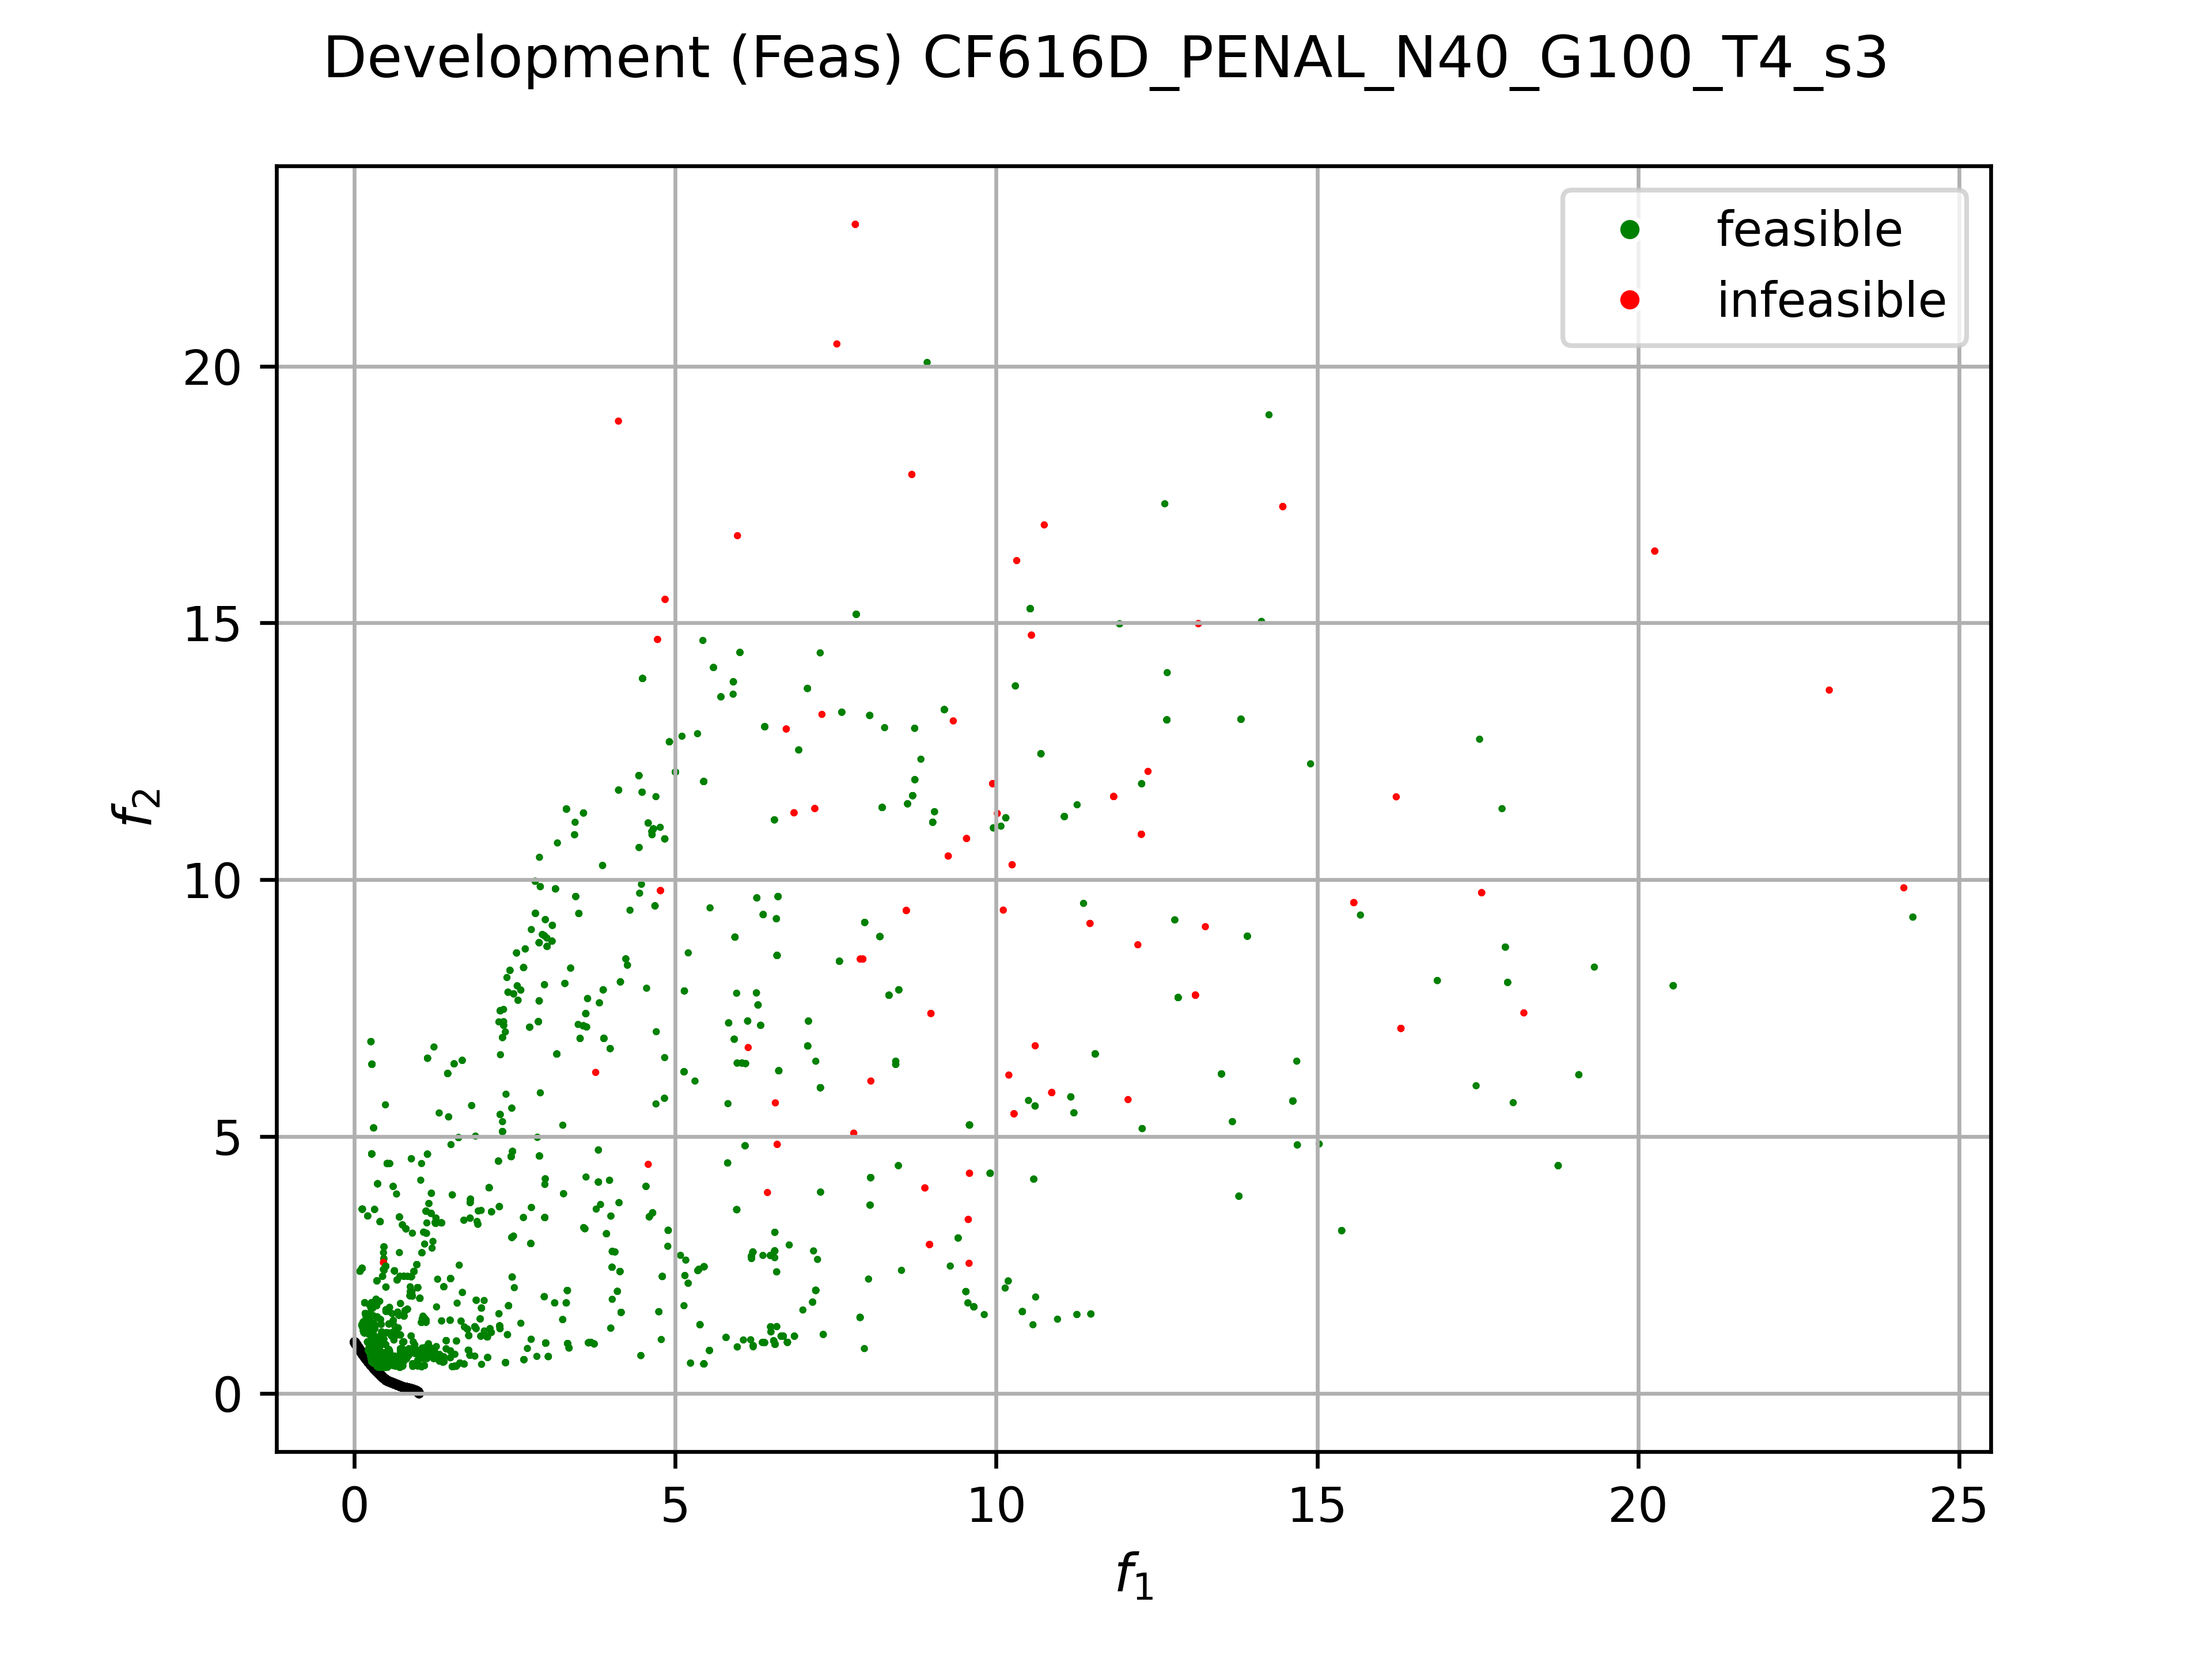 Development (Feas) CF616D_PENAL_N40_G100_T4_s3
feasible
infeasible
20
15
10
5
0
f2
0 5 10 15 20 25
f1